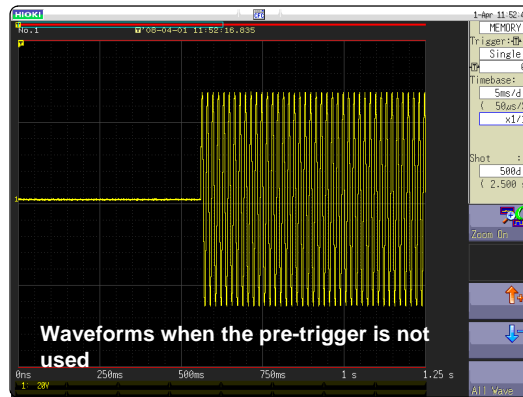 HIOKI
1-Apr 11:52:4
No.1
'08-04-01 11:52:16.835
MEMORY
Trigger:
Single
Timebase:
5ms/d
( 50µs/
x1/
Shot :
500d
( 2.500
Zoom On
1
Waveforms when the pre-trigger is not
used
0ns 250ms 500ms 750ms 1 s 1.25 s
1: 20V
All Wave